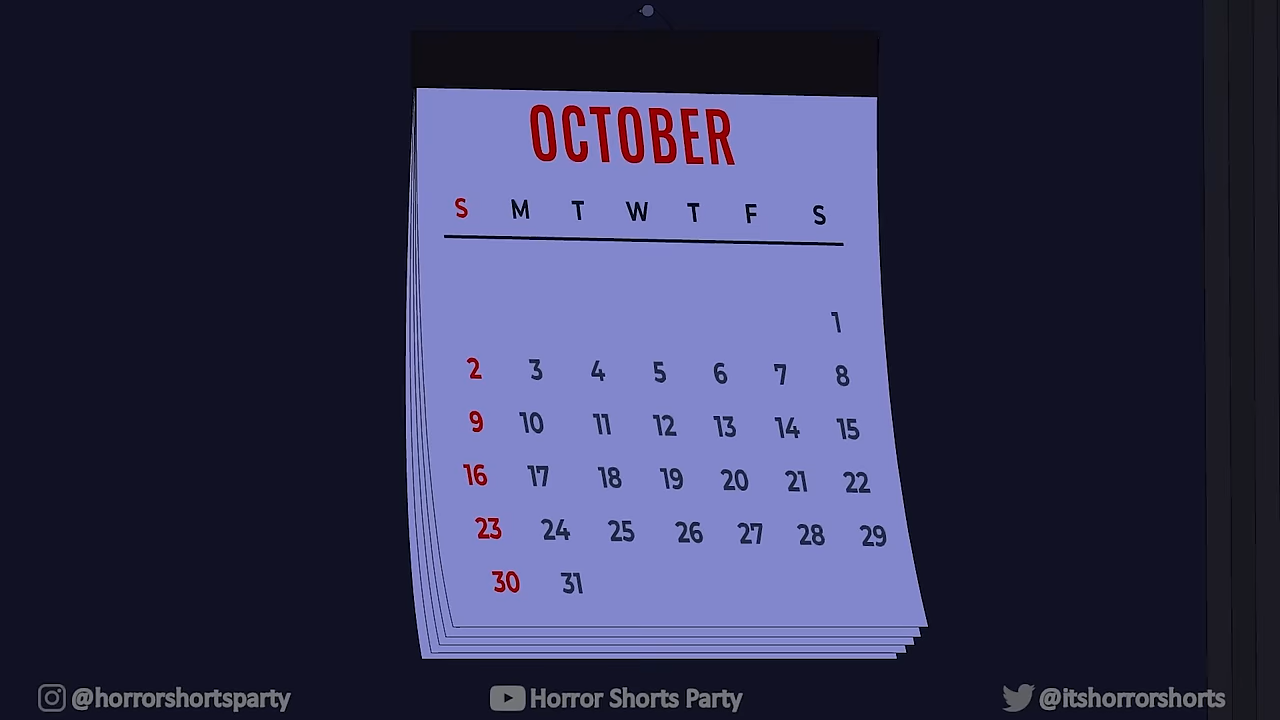 OCTOBER
S M T W T F S
1
2 3 4 5 6 7 8
9 10 11 12 13 14 15
16 17 18 19 20 21 22
23 24 25 26 27 28 29
30 31
@horrorshortsparty Horror Shorts Party @itshorrorshorts